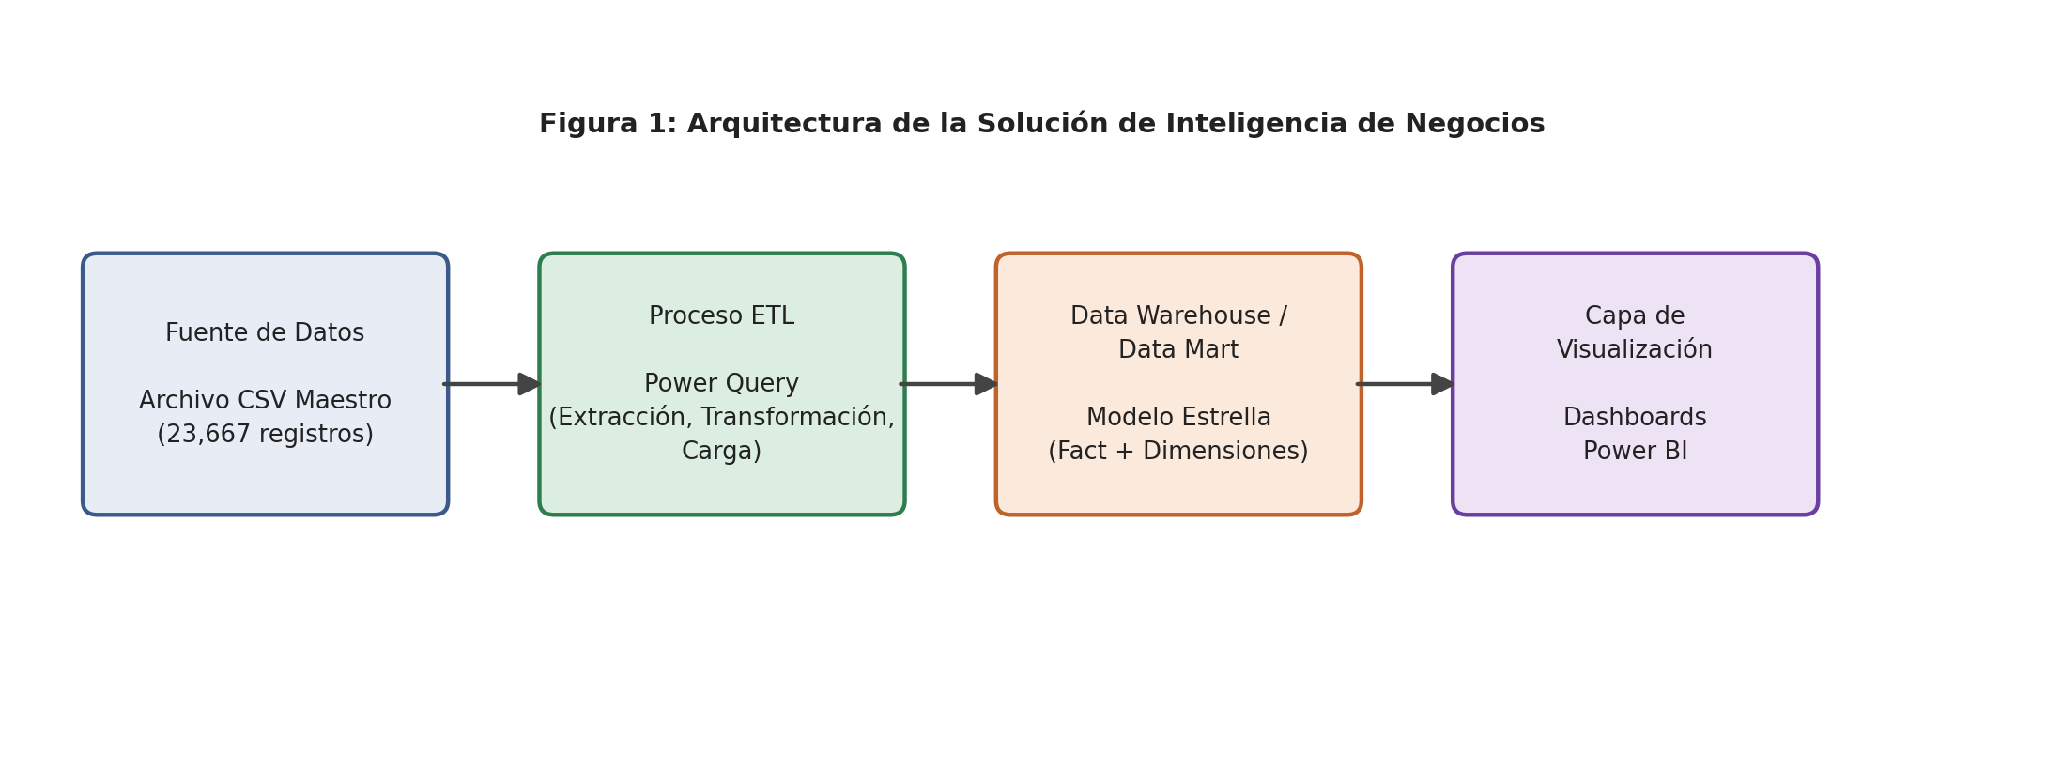 Figura 1: Arquitectura de la Solución de Inteligencia de Negocios
Fuente de Datos
Archivo CSV Maestro
(23,667 registros)
Proceso ETL
Power Query
(Extracción, Transformación,
Carga)
Data Warehouse /
Data Mart
Modelo Estrella
(Fact + Dimensiones)
Capa de
Visualización
Dashboards
Power BI